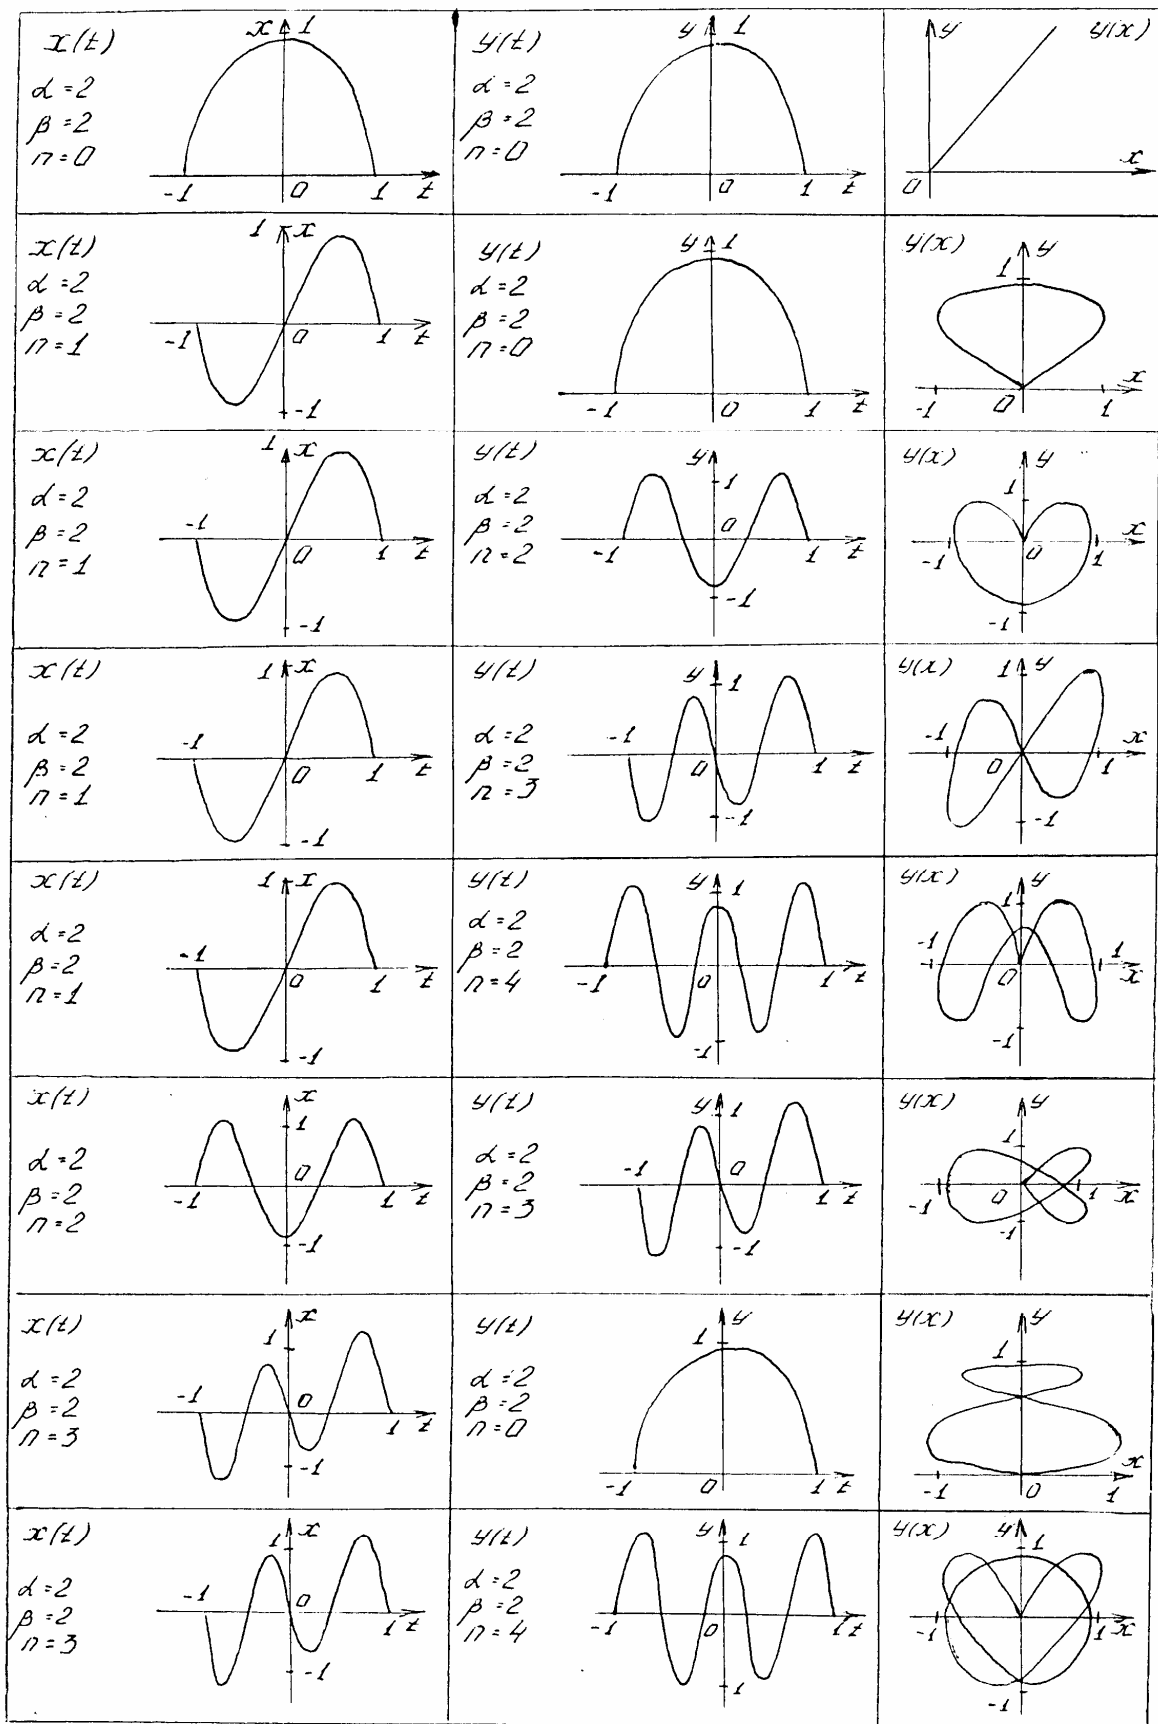 x(t)
α=2
β=2
n=0
x 1
-1 0 1 t
y(t)
α=2
β=2
n=0
y 1
-1 0 1 t
y y(x)
0 x
x(t)
α=2
β=2
n=1
1 x
-1 0 1 t
-1
y(t)
α=2
β=2
n=0
y 1
-1 0 1 t
y(x) y
1
-1 0 1 x
x(t)
α=2
β=2
n=1
1 x
-1 0 1 t
-1
y(t)
α=2
β=2
n=2
y 1
-1 0 1 t
-1
y(x) y
1
-1 0 1 x
-1
x(t)
α=2
β=2
n=1
1 x
-1 0 1 t
-1
y(t)
α=2
β=2
n=3
y 1
-1 0 1 t
-1
y(x) 1 y
-1 0 1 x
-1
x(t)
α=2
β=2
n=1
1 x
-1 0 1 t
-1
y(t)
α=2
β=2
n=4
y 1
-1 0 1 t
-1
y(x) y
1
-1 0 1 x
-1
x(t)
α=2
β=2
n=2
x
1
-1 0 1 t
-1
y(t)
α=2
β=2
n=3
y 1
-1 0 1 t
-1
y(x) y
1
-1 0 1 x
-1
x(t)
α=2
β=2
n=3
x
1
-1 0 1 t
-1
y(t)
α=2
β=2
n=0
1 y
-1 0 1 t
y(x) y
1
-1 0 1 x
x(t)
α=2
β=2
n=3
x
1
-1 0 1 t
-1
y(t)
α=2
β=2
n=4
y 1
-1 0 1 t
1
y(x) y 1
-1 0 1 x
-1